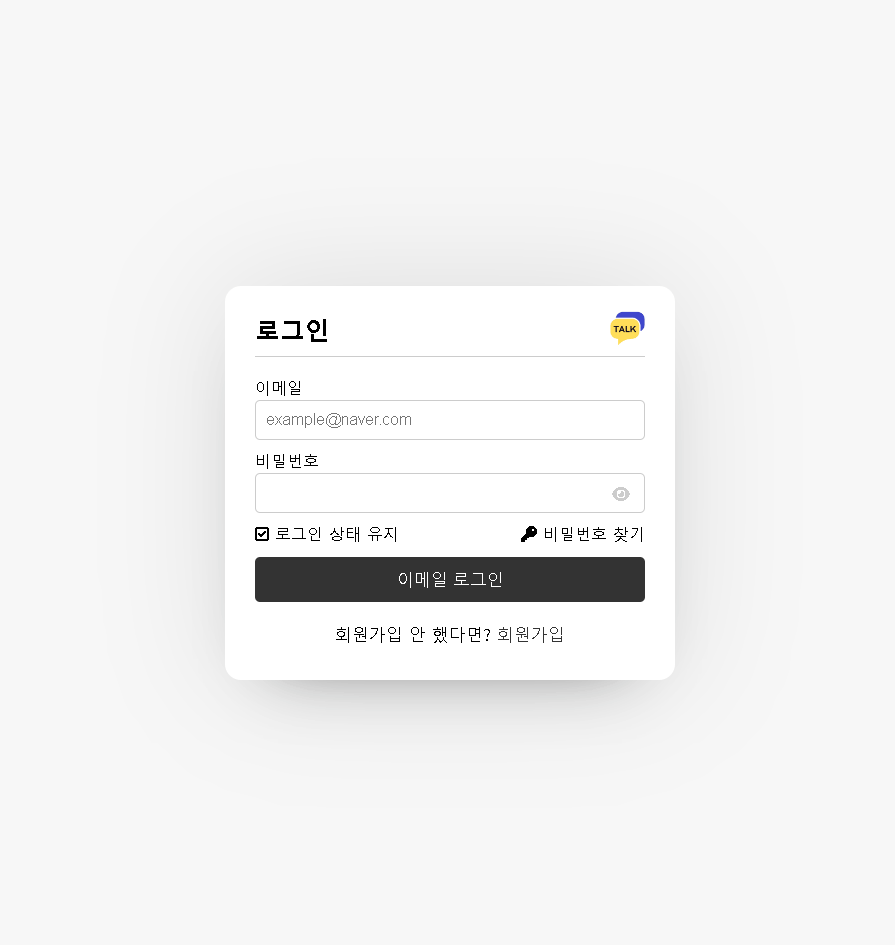 로그인
TALK
이메일
example@naver.com
비밀번호
로그인 상태 유지
비밀번호 찾기
이메일 로그인
회원가입 안 했다면? 회원가입